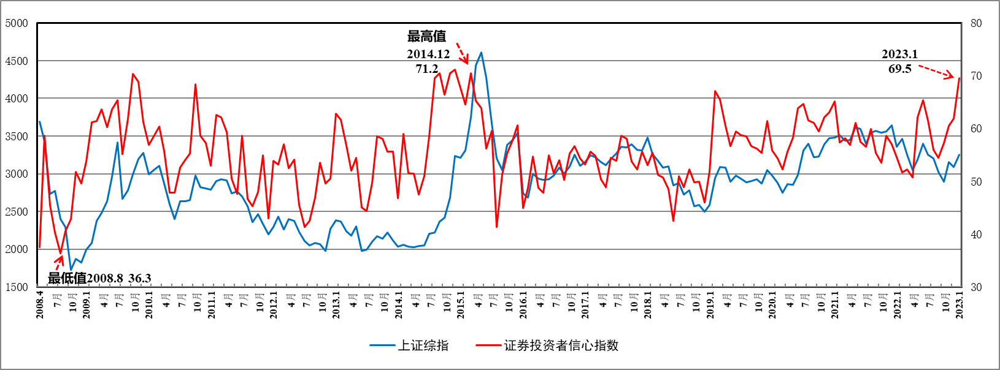 5000
4500
4000
3500
3000
2500
2000
1500
80
70
60
50
40
30
最高值
2014.12
71.2
2023.1
69.5
最低值2008.8 36.3
2008.4
7月
10月
2009.1
4月
7月
10月
2010.1
4月
7月
10月
2011.1
4月
7月
10月
2012.1
4月
7月
10月
2013.1
4月
7月
10月
2014.1
4月
7月
10月
2015.1
4月
7月
10月
2016.1
4月
7月
10月
2017.1
4月
7月
10月
2018.1
4月
7月
10月
2019.1
4月
7月
10月
2020.1
4月
7月
10月
2021.1
4月
7月
10月
2022.1
4月
7月
10月
2023.1
上证综指
证券投资者信心指数